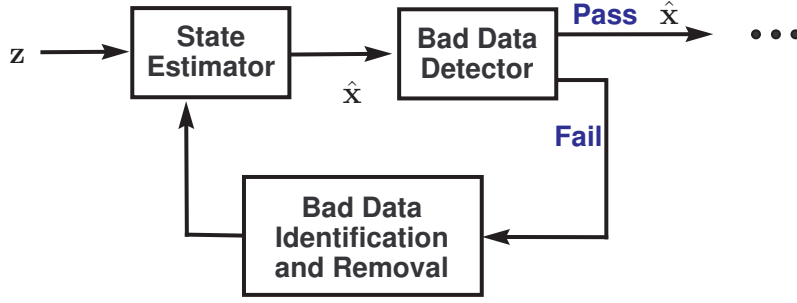 z
State
Estimator
x̂
Bad Data
Detector
Pass x̂
Fail
Bad Data
Identification
and Removal